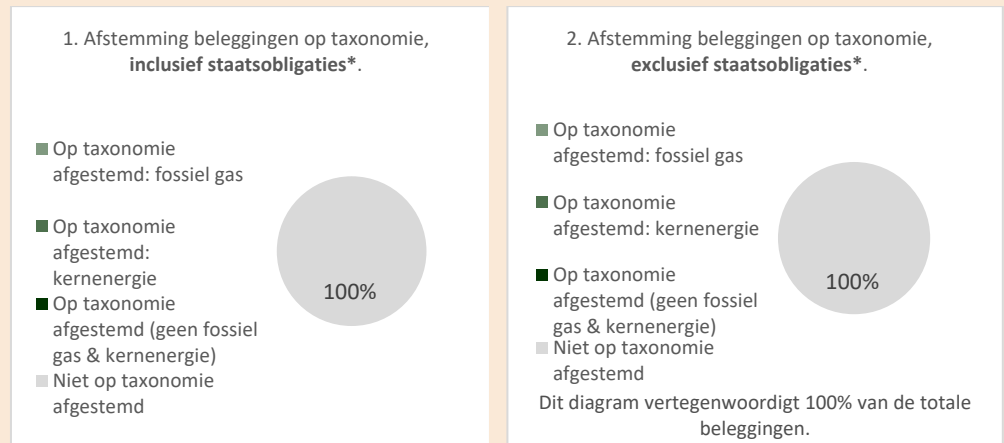 1. Afstemming beleggingen op taxonomie,
inclusief staatsobligaties*.
Op taxonomie
afgestemd: fossiel gas
Op taxonomie
afgestemd:
kernenergie
Op taxonomie
afgestemd (geen fossiel
gas & kernenergie)
Niet op taxonomie
afgestemd
100%
2. Afstemming beleggingen op taxonomie,
exclusief staatsobligaties*.
Op taxonomie
afgestemd: fossiel gas
Op taxonomie
afgestemd: kernenergie
Op taxonomie
afgestemd (geen fossiel
gas & kernenergie)
Niet op taxonomie
afgestemd
100%
Dit diagram vertegenwoordigt 100% van de totale
beleggingen.